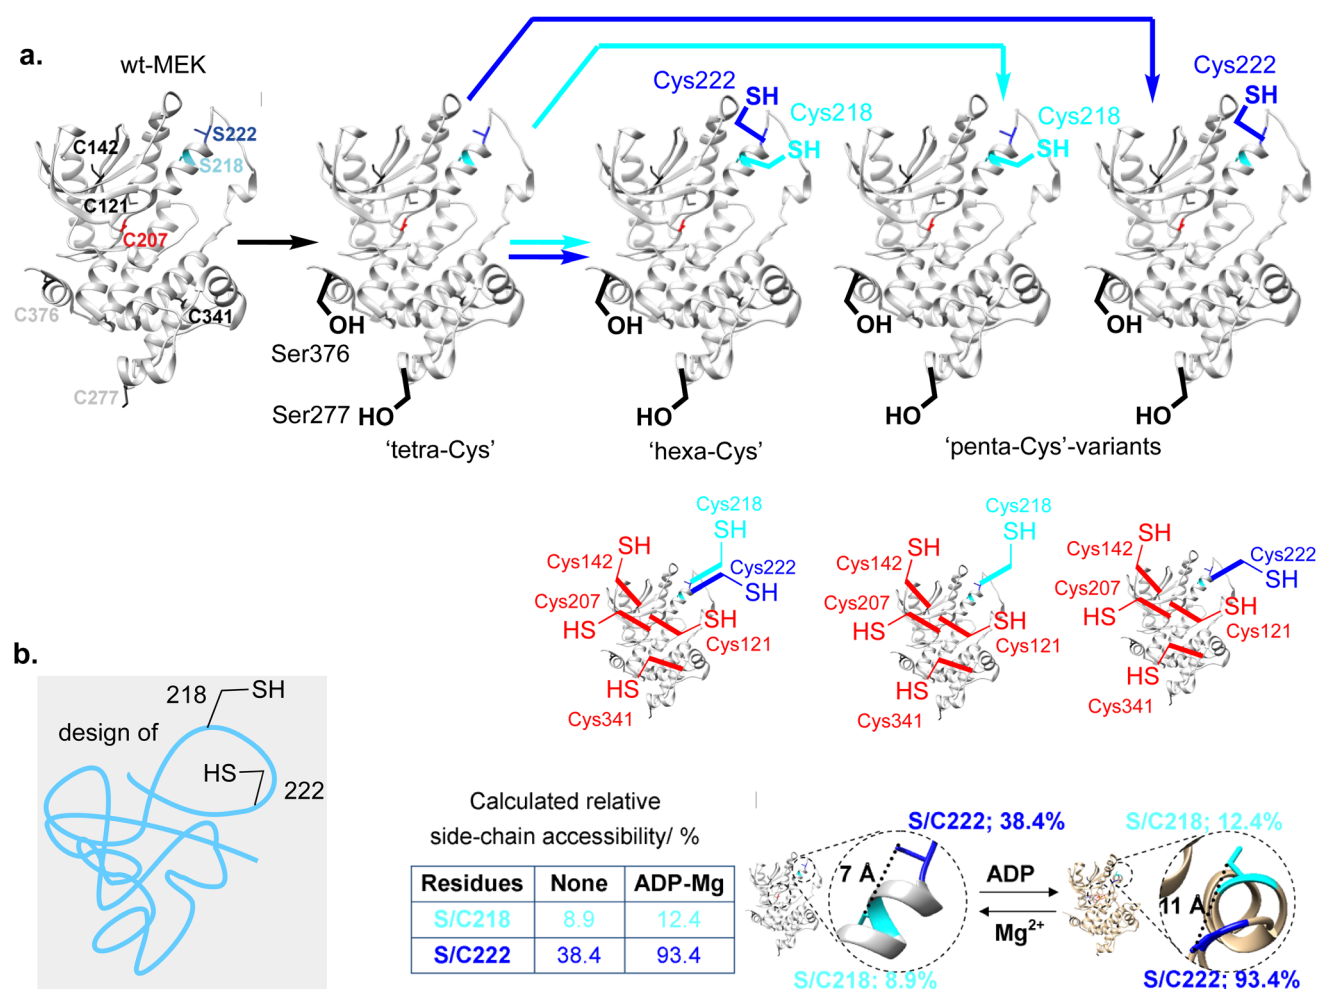 a.
wt-MEK
C142
S222
S218
C121
C207
C376
C341
C277
OH
Ser376
Ser277 HO
'tetra-Cys'
Cys222
SH
Cys218
SH
OH
HO
'hexa-Cys'
Cys218
SH
OH
HO
Cys222
SH
OH
HO
'penta-Cys'-variants
Cys218
SH
SH
Cys142
Cys222
SH
Cys207
SH
HS
Cys121
HS
Cys341
Cys218
SH
SH
Cys142
Cys207
SH
HS
Cys121
HS
Cys341
SH
Cys142
Cys222
SH
Cys207
SH
HS
Cys121
HS
Cys341
b.
218
SH
design of
HS
222
Calculated relative
side-chain accessibility/ %
Residues None ADP-Mg
S/C218 8.9 12.4
S/C222 38.4 93.4
S/C222; 38.4%
7 Å
S/C218; 8.9%
ADP
Mg2+
S/C218; 12.4%
11 Å
S/C222; 93.4%